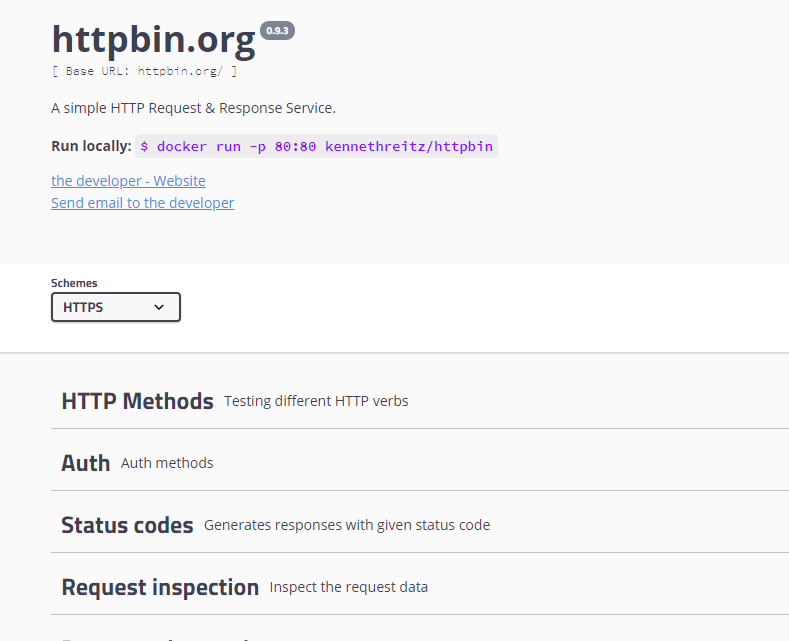 httpbin.org 0.9.3
[ Base URL: httpbin.org/ ]
A simple HTTP Request & Response Service.
Run locally: $ docker run -p 80:80 kennethreitz/httpbin
the developer - Website
Send email to the developer
Schemes
HTTPS
HTTP Methods Testing different HTTP verbs
Auth Auth methods
Status codes Generates responses with given status code
Request inspection Inspect the request data